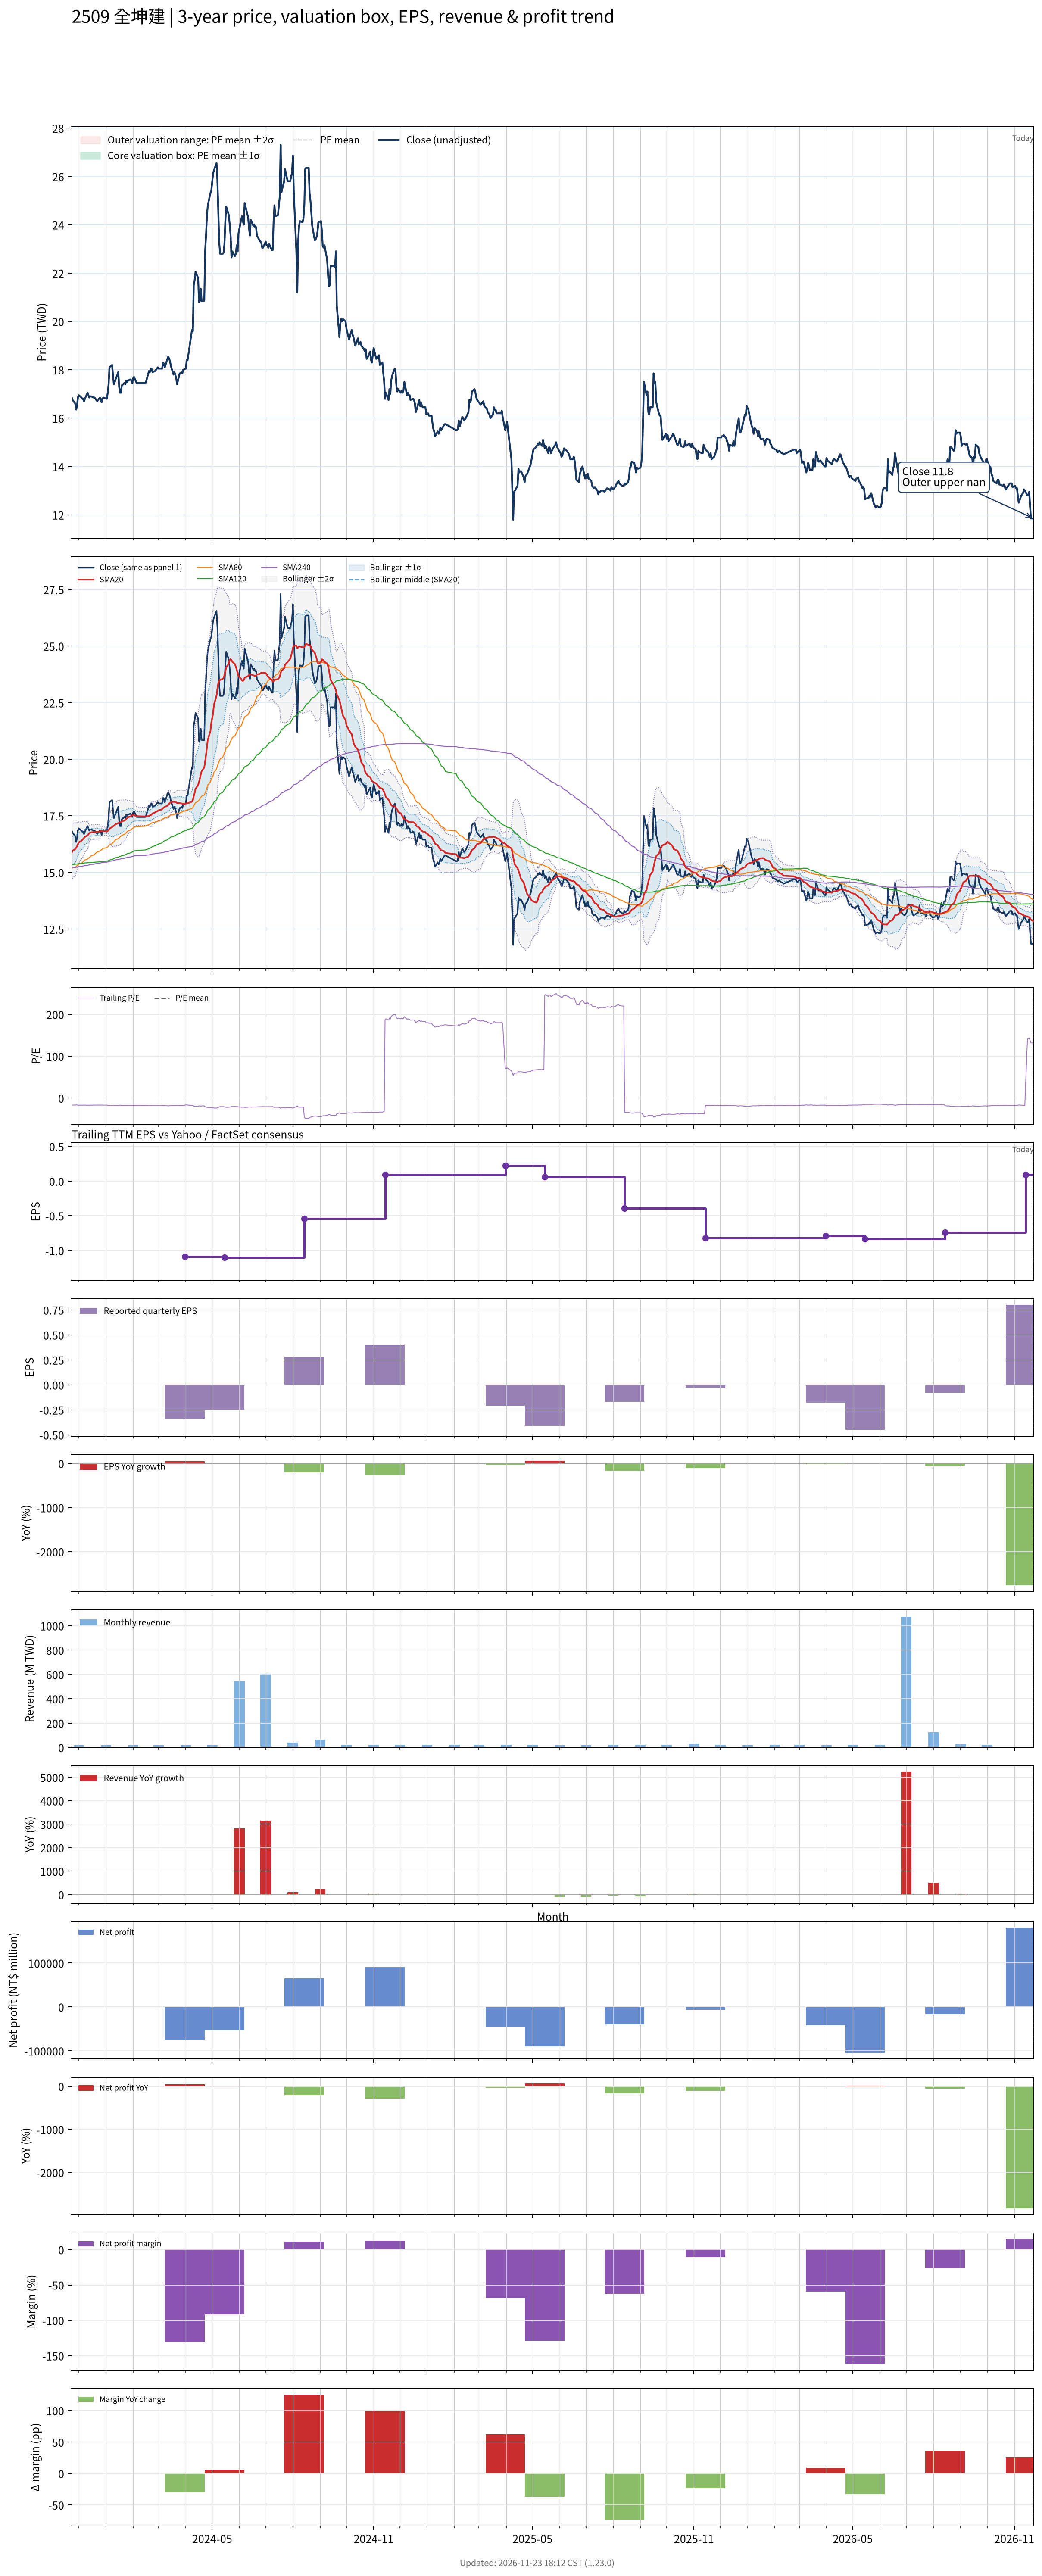 2509 全坤建 | 3-year price, valuation box, EPS, revenue & profit trend
Outer valuation range: PE mean ±2σ
PE mean
Close (unadjusted)
Core valuation box: PE mean ±1σ
Today
28
26
24
22
20
18
16
14
12
Price (TWD)
Close 11.8
Outer upper nan
Close (same as panel 1)
SMA60
SMA240
Bollinger ±1σ
SMA20
SMA120
Bollinger ±2σ
Bollinger middle (SMA20)
27.5
25.0
22.5
20.0
17.5
15.0
12.5
Price
Trailing P/E
P/E mean
200
100
0
P/E
Trailing TTM EPS vs Yahoo / FactSet consensus
Today
0.5
0.0
-0.5
-1.0
EPS
Reported quarterly EPS
0.75
0.50
0.25
0.00
-0.25
-0.50
EPS
EPS YoY growth
0
-1000
-2000
YoY (%)
Monthly revenue
1000
800
600
400
200
0
Revenue (M TWD)
Revenue YoY growth
5000
4000
3000
2000
1000
0
YoY (%)
Month
Net profit
100000
0
-100000
Net profit (NT$ million)
Net profit YoY
0
-1000
-2000
YoY (%)
Net profit margin
0
-50
-100
-150
Margin (%)
Margin YoY change
100
50
0
-50
Δ margin (pp)
2024-05
2024-11
2025-05
2025-11
2026-05
2026-11
Updated: 2026-11-23 18:12 CST (1.23.0)